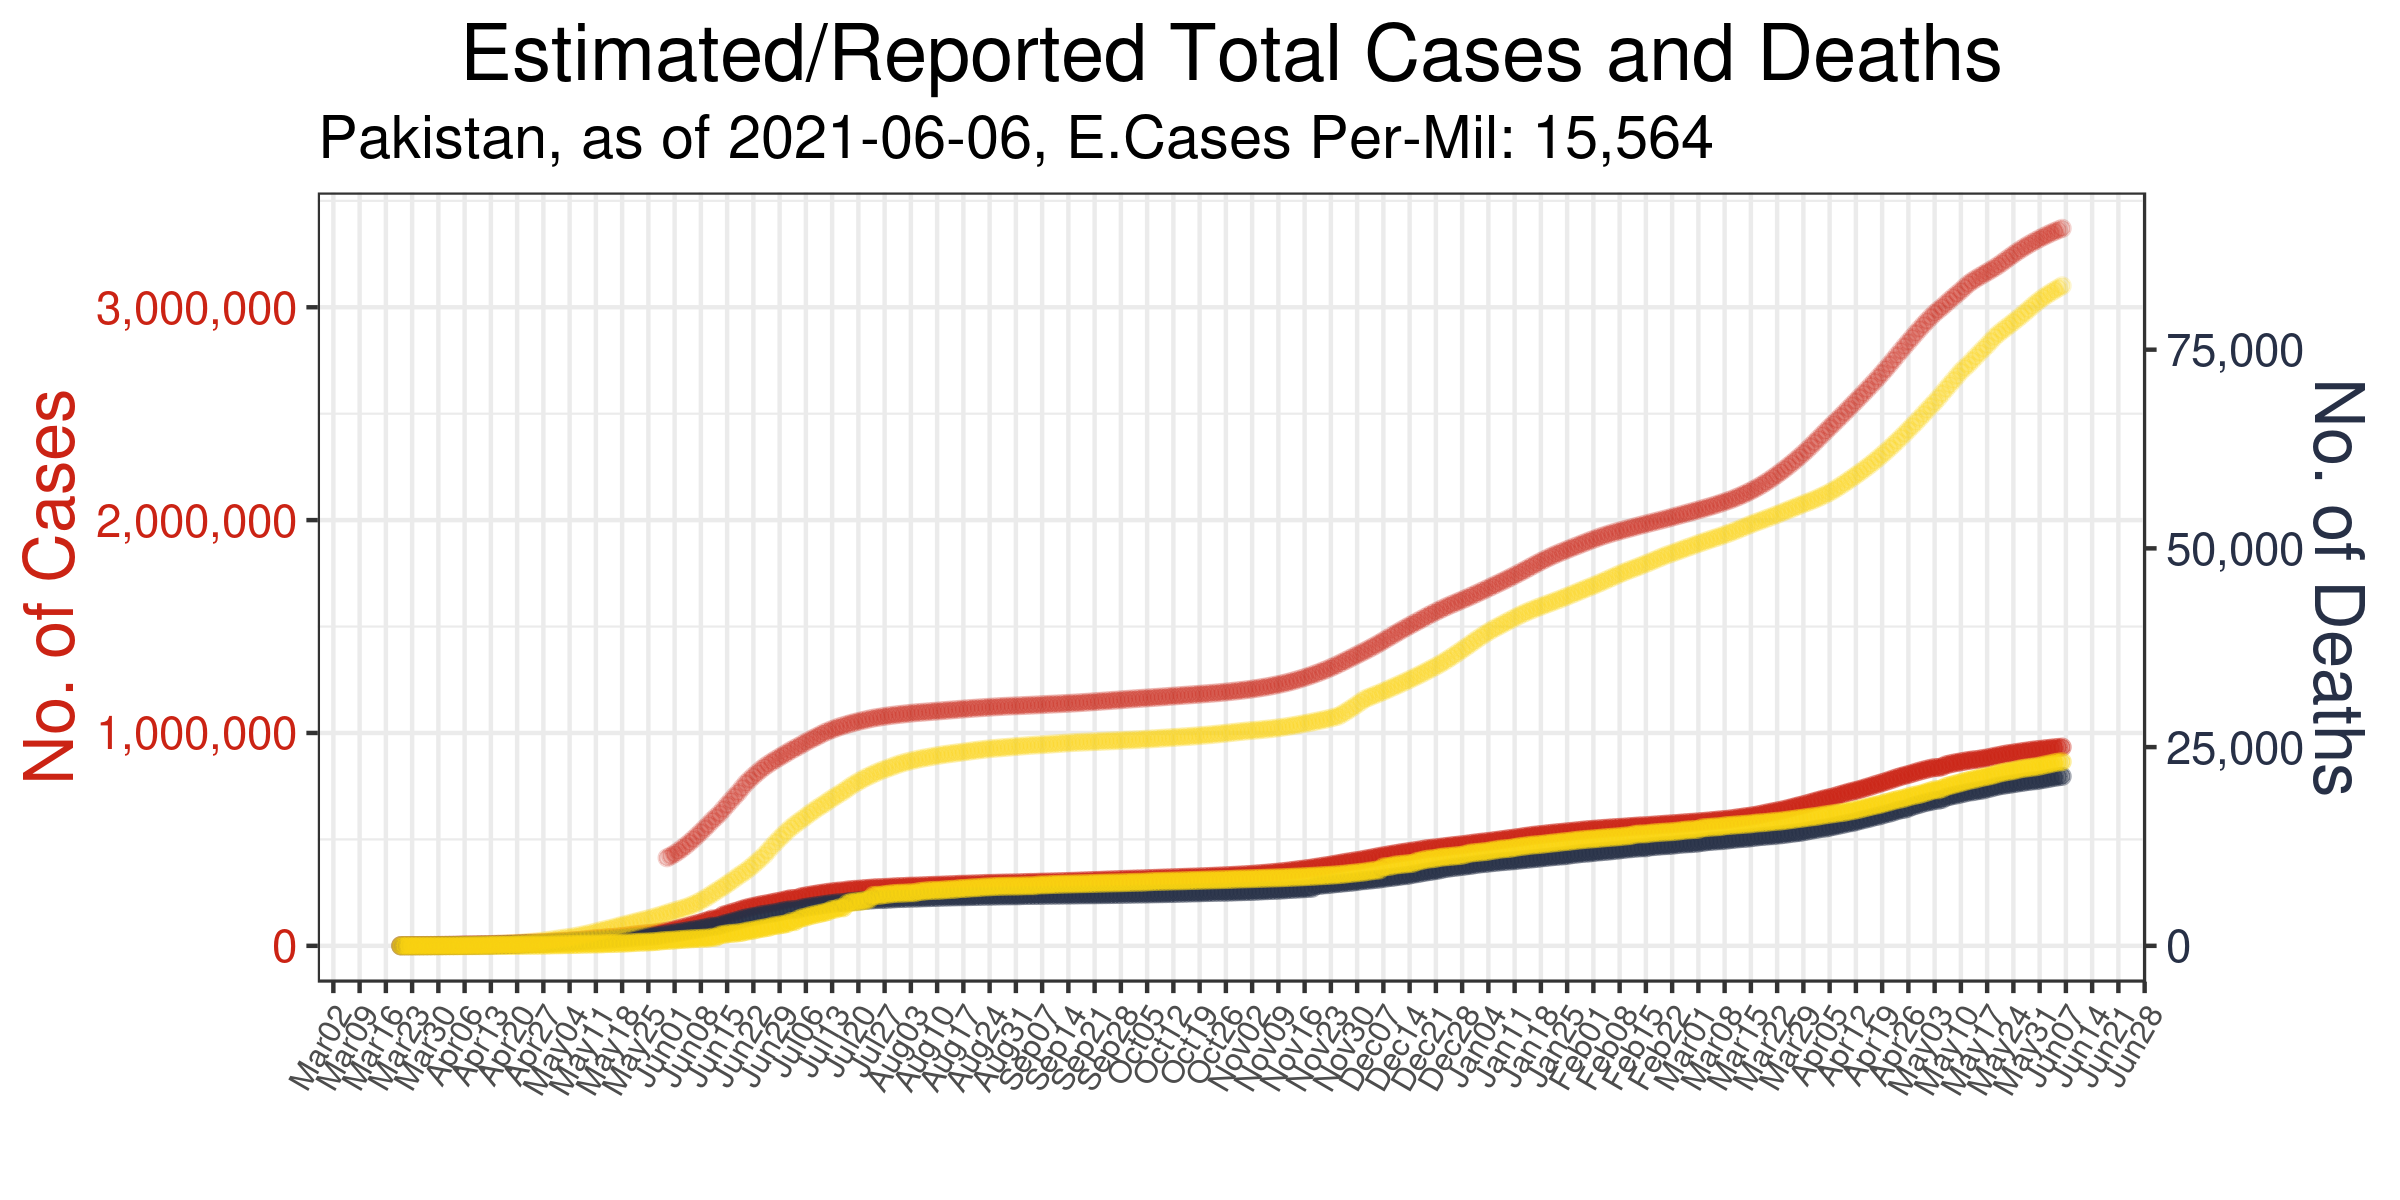 Estimated/Reported Total Cases and Deaths
Pakistan, as of 2021-06-06, E.Cases Per-Mil: 15,564
No. of Cases
3,000,000
2,000,000
1,000,000
0
75,000
50,000
25,000
0
No. of Deaths
Mar02
Mar09
Mar16
Mar23
Mar30
Apr06
Apr13
Apr20
Apr27
May04
May11
May18
May25
Jun01
Jun08
Jun15
Jun22
Jun29
Jul06
Jul13
Jul20
Jul27
Aug03
Aug10
Aug17
Aug24
Aug31
Sep07
Sep14
Sep21
Sep28
Oct05
Oct12
Oct19
Oct26
Nov02
Nov09
Nov16
Nov23
Nov30
Dec07
Dec14
Dec21
Dec28
Jan04
Jan11
Jan18
Jan25
Feb01
Feb08
Feb15
Feb22
Mar01
Mar08
Mar15
Mar22
Mar29
Apr05
Apr12
Apr19
Apr26
May03
May10
May17
May24
May31
Jun07
Jun14
Jun21
Jun28